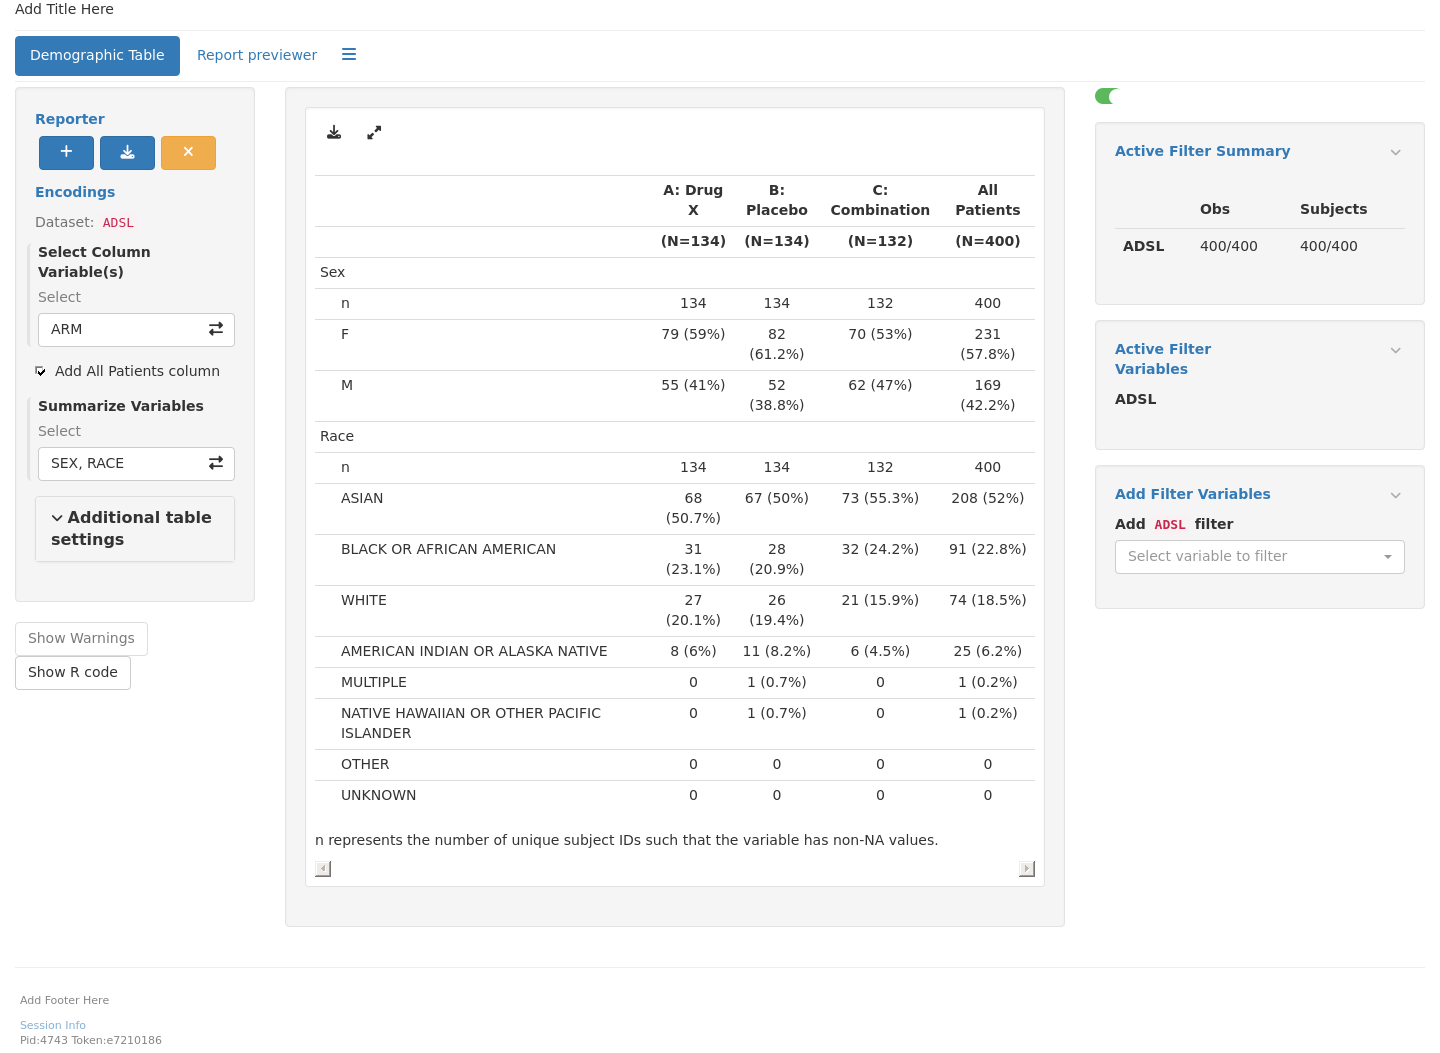 Add Title Here
Demographic Table
Report previewer
Reporter
Encodings
Dataset: ADSL
Select Column
Variable(s)
Select
ARM
Add All Patients column
Summarize Variables
Select
SEX, RACE
Additional table
settings
Show Warnings
Show R code
A: Drug X B: Placebo C: Combination All Patients
(N=134) (N=134) (N=132) (N=400)
Sex
n 134 134 132 400
F 79 (59%) 82 (61.2%) 70 (53%) 231 (57.8%)
M 55 (41%) 52 (38.8%) 62 (47%) 169 (42.2%)
Race
n 134 134 132 400
ASIAN 68 (50.7%) 67 (50%) 73 (55.3%) 208 (52%)
BLACK OR AFRICAN AMERICAN 31 (23.1%) 28 (20.9%) 32 (24.2%) 91 (22.8%)
WHITE 27 (20.1%) 26 (19.4%) 21 (15.9%) 74 (18.5%)
AMERICAN INDIAN OR ALASKA NATIVE 8 (6%) 11 (8.2%) 6 (4.5%) 25 (6.2%)
MULTIPLE 0 1 (0.7%) 0 1 (0.2%)
NATIVE HAWAIIAN OR OTHER PACIFIC ISLANDER 0 1 (0.7%) 0 1 (0.2%)
OTHER 0 0 0 0
UNKNOWN 0 0 0 0
n represents the number of unique subject IDs such that the variable has non-NA values.
Active Filter Summary
Obs Subjects
ADSL 400/400 400/400
Active Filter
Variables
ADSL
Add Filter Variables
Add ADSL filter
Select variable to filter
Add Footer Here
Session Info
Pid:4743 Token:e7210186